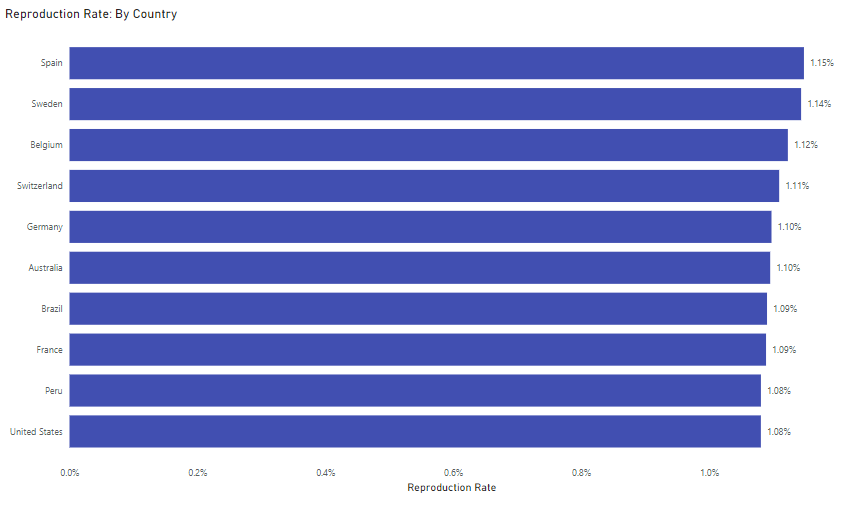 Reproduction Rate: By Country
Spain 1.15%
Sweden 1.14%
Belgium 1.12%
Switzerland 1.11%
Germany 1.10%
Australia 1.10%
Brazil 1.09%
France 1.09%
Peru 1.08%
United States 1.08%
0.0% 0.2% 0.4% 0.6% 0.8% 1.0%
Reproduction Rate